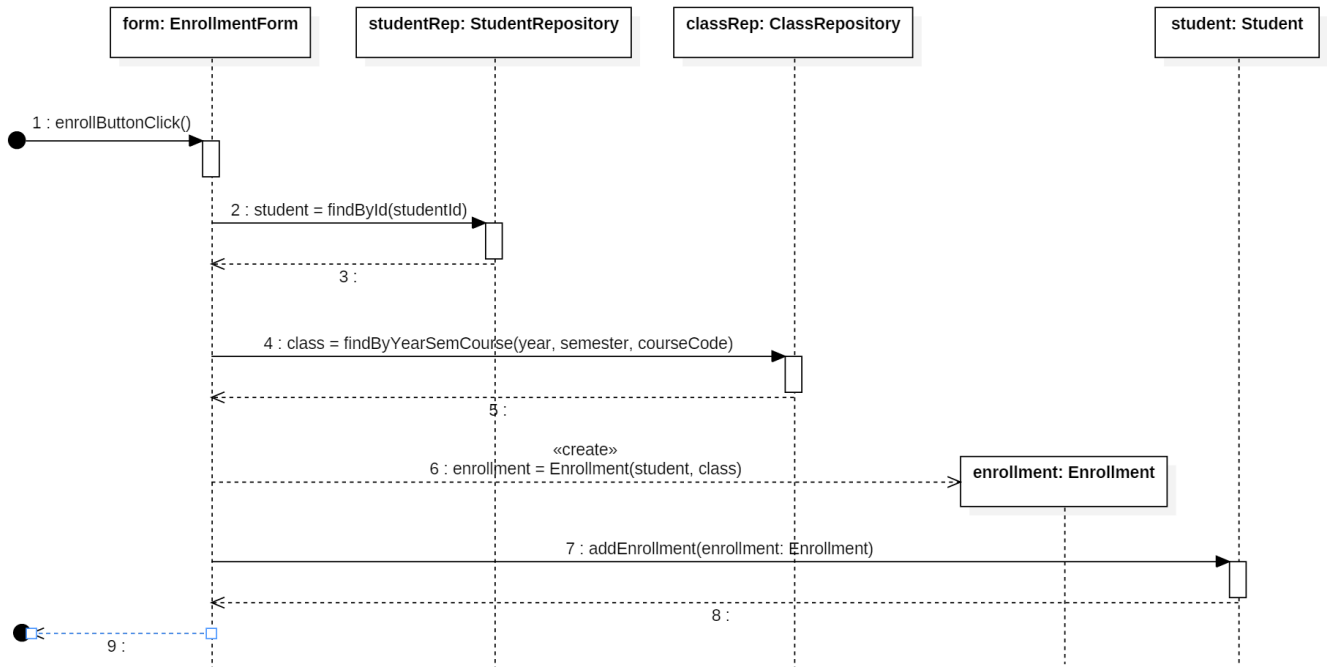 form: EnrollmentForm
studentRep: StudentRepository
classRep: ClassRepository
student: Student
1 : enrollButtonClick()
2 : student = findById(studentId)
3 :
4 : class = findByYearSemCourse(year, semester, courseCode)
5 :
«create»
6 : enrollment = Enrollment(student, class)
enrollment: Enrollment
7 : addEnrollment(enrollment: Enrollment)
8 :
9 :